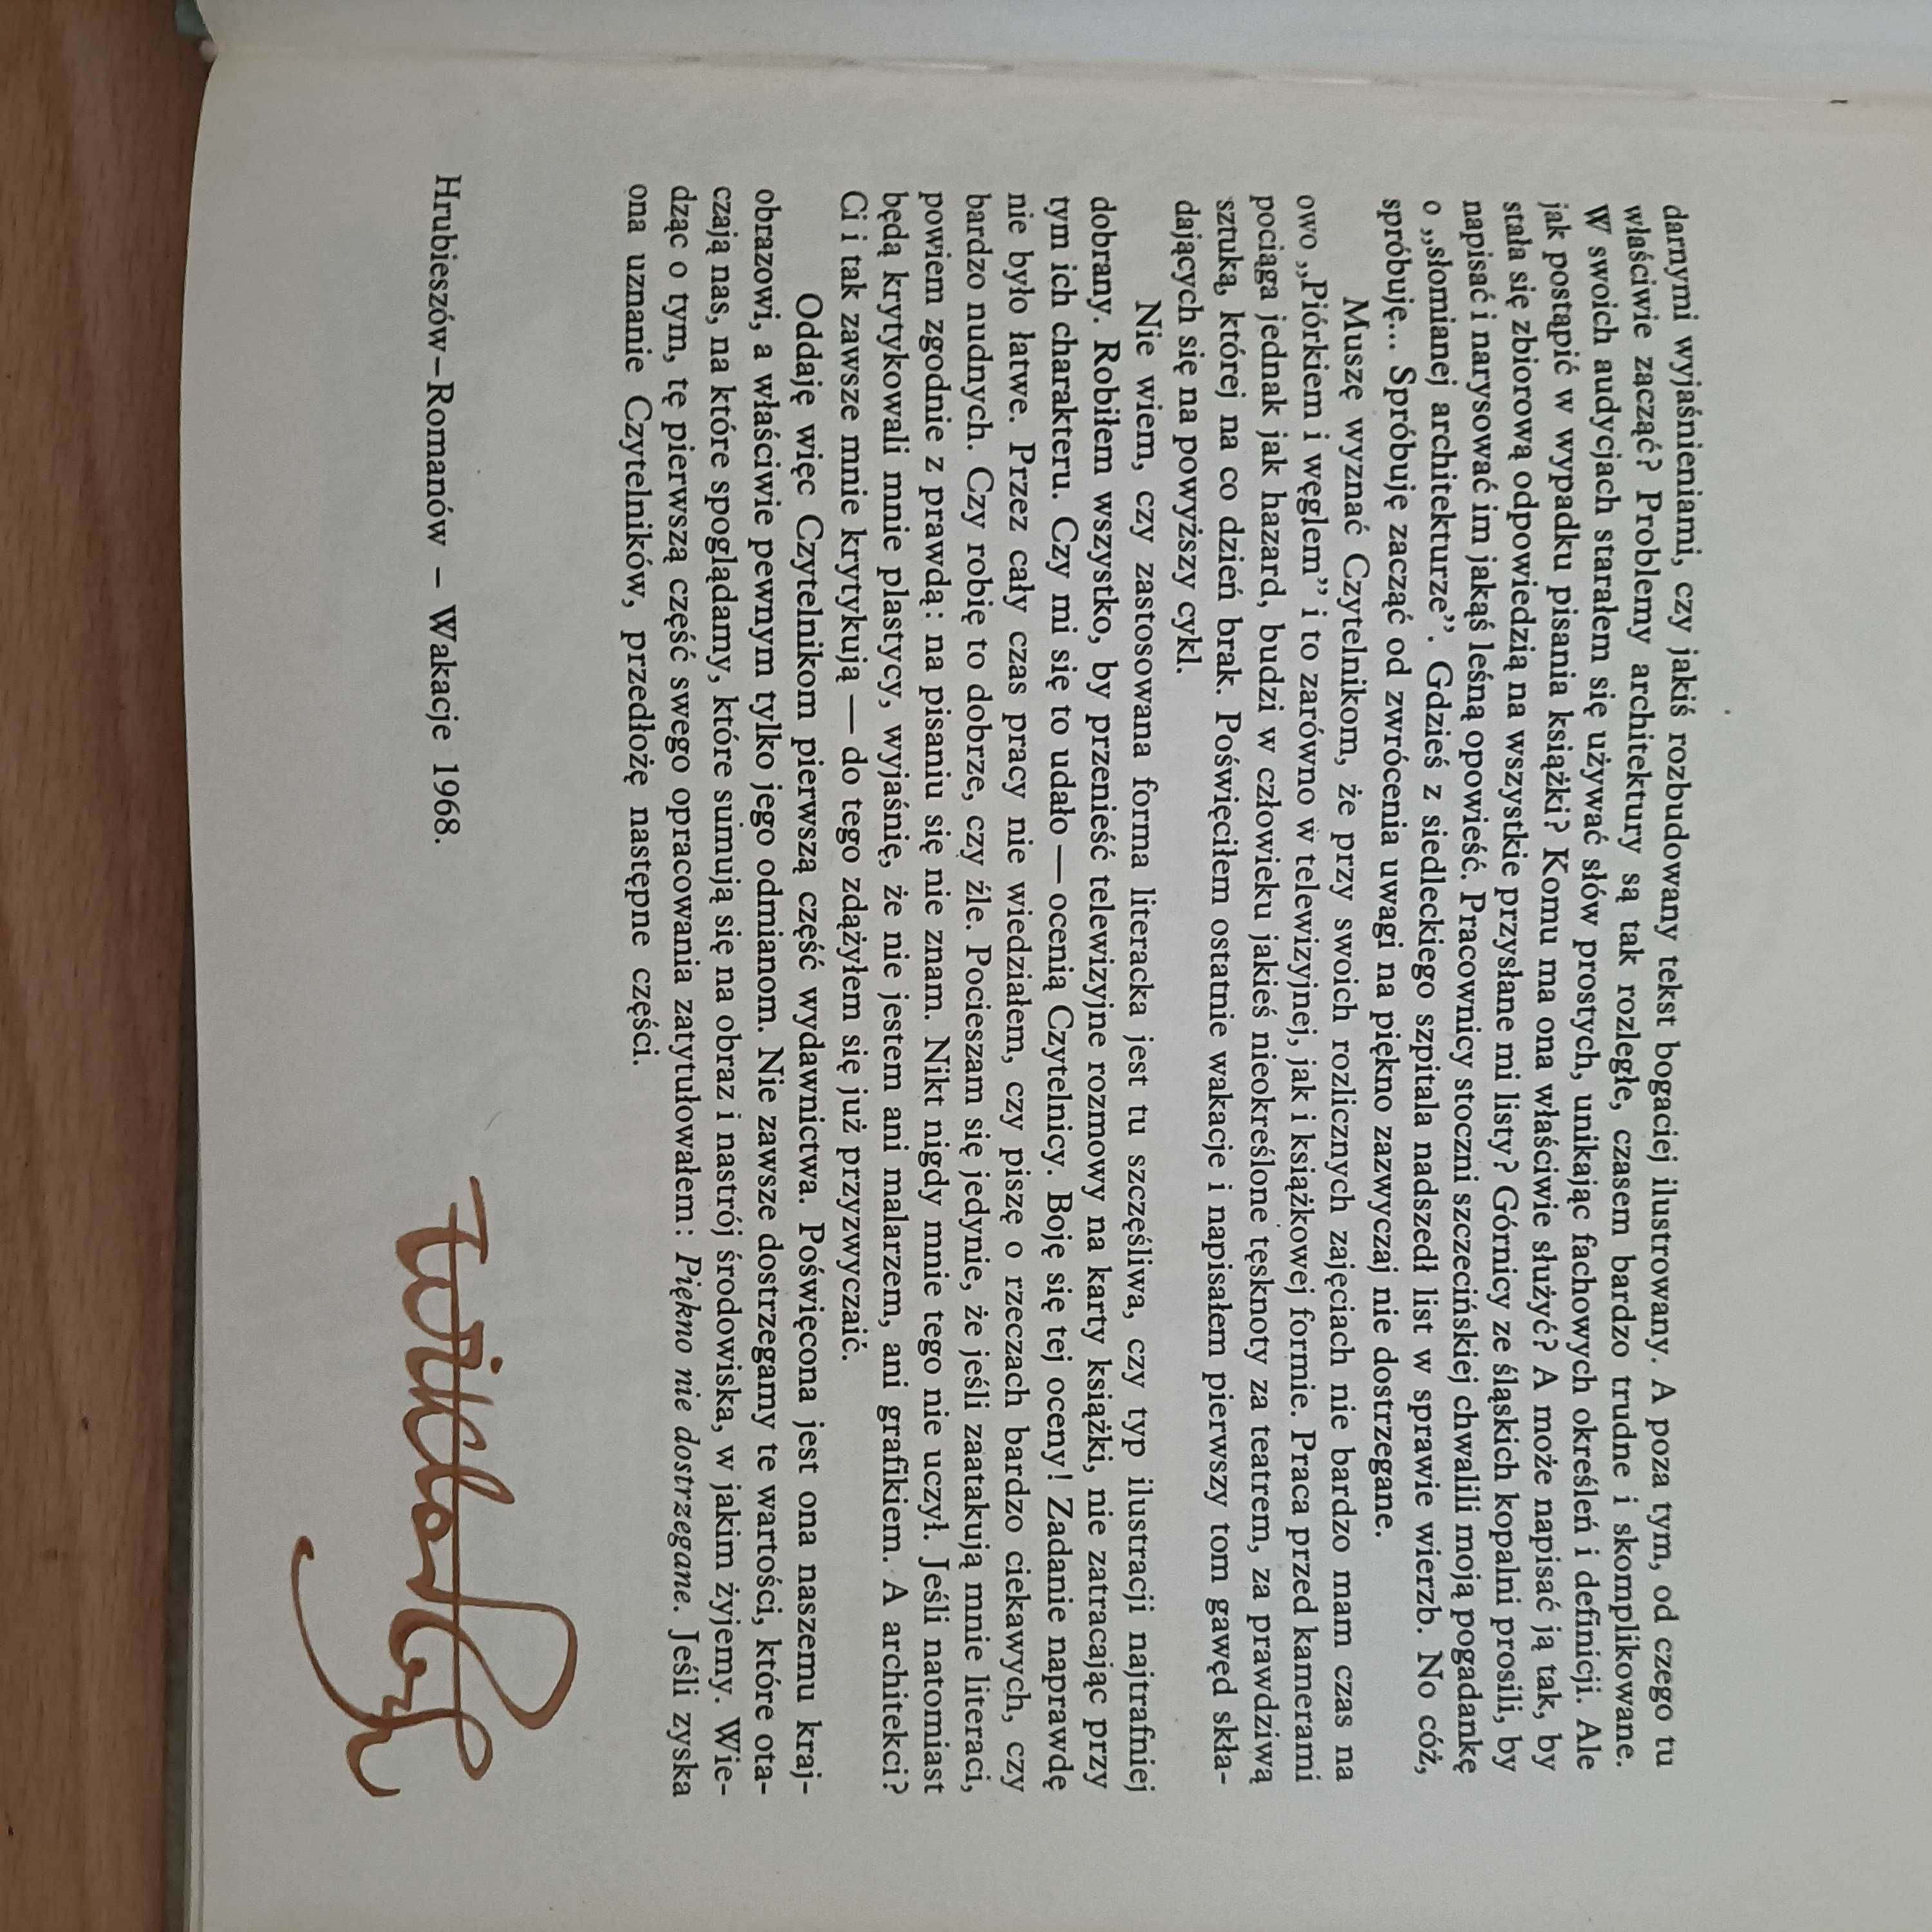 darnymi wyjaśnieniami, czy jakiś rozbudowany tekst bogaciej ilustrowany. A poza tym, od czego tu
właściwie zącząć? Problemy architektury są tak rozległe, czasem bardzo trudne i skomplikowane.
W swoich audycjach starałem się używać słów prostych, unikając fachowych określeń i definicji. Ale
jak postąpić w wypadku pisania książki? Komu ma ona właściwie służyć? A może napisać ją tak, by
stała się zbiorową odpowiedzią na wszystkie przysłane mi listy? Górnicy ze śląskich kopalni prosili, by
napisać i narysować im jakąś leśną opowieść. Pracownicy stoczni szczecińskiej chwalili moją pogadankę
o „słomianej architekturze”. Gdzieś z siedleckiego szpitala nadszedł list w sprawie wierzb. No cóż,
spróbuję... Spróbuję zacząć od zwrócenia uwagi na piękno zazwyczaj nie dostrzegane.
Muszę wyznać Czytelnikom, że przy swoich rozlicznych zajęciach nie bardzo mam czas na
owo „Piórkiem i węglem” i to zarówno w telewizyjnej, jak i książkowej formie. Praca przed kamerami
pociąga jednak jak hazard, budzi w człowieku jakieś nieokreślone tęsknoty za teatrem, za prawdziwą
sztuką, której na co dzień brak. Poświęciłem ostatnie wakacje i napisałem pierwszy tom gawęd skła-
dających się na powyższy cykl.
Nie wiem, czy zastosowana forma literacka jest tu szczęśliwa, czy typ ilustracji najtrafniej
dobrany. Robiłem wszystko, by przenieść telewizyjne rozmowy na karty książki, nie zatracając przy
tym ich charakteru. Czy mi się to udało — ocenią Czytelnicy. Boję się tej oceny! Zadanie naprawdę
nie było łatwe. Przez cały czas pracy nie wiedziałem, czy piszę o rzeczach bardzo ciekawych, czy
bardzo nudnych. Czy robię to dobrze, czy źle. Pocieszam się jedynie, że jeśli zaatakują mnie literaci,
powiem zgodnie z prawdą: na pisaniu się nie znam. Nikt nigdy mnie tego nie uczył. Jeśli natomiast
będą krytykowali mnie plastycy, wyjaśnię, że nie jestem ani malarzem, ani grafikiem. A architekci?
Ci i tak zawsze mnie krytykują — do tego zdążyłem się już przyzwyczaić.
Oddaję więc Czytelnikom pierwszą część wydawnictwa. Poświęcona jest ona naszemu kraj-
obrazowi, a właściwie pewnym tylko jego odmianom. Nie zawsze dostrzegamy te wartości, które ota-
czają nas, na które spoglądamy, które sumują się na obraz i nastrój środowiska, w jakim żyjemy. Wie-
dząc o tym, tę pierwszą część swego opracowania zatytułowałem: Piękno nie dostrzegane. Jeśli zyska
ona uznanie Czytelników, przedłożę następne części.
Hrubieszów–Romanów – Wakacje 1968.